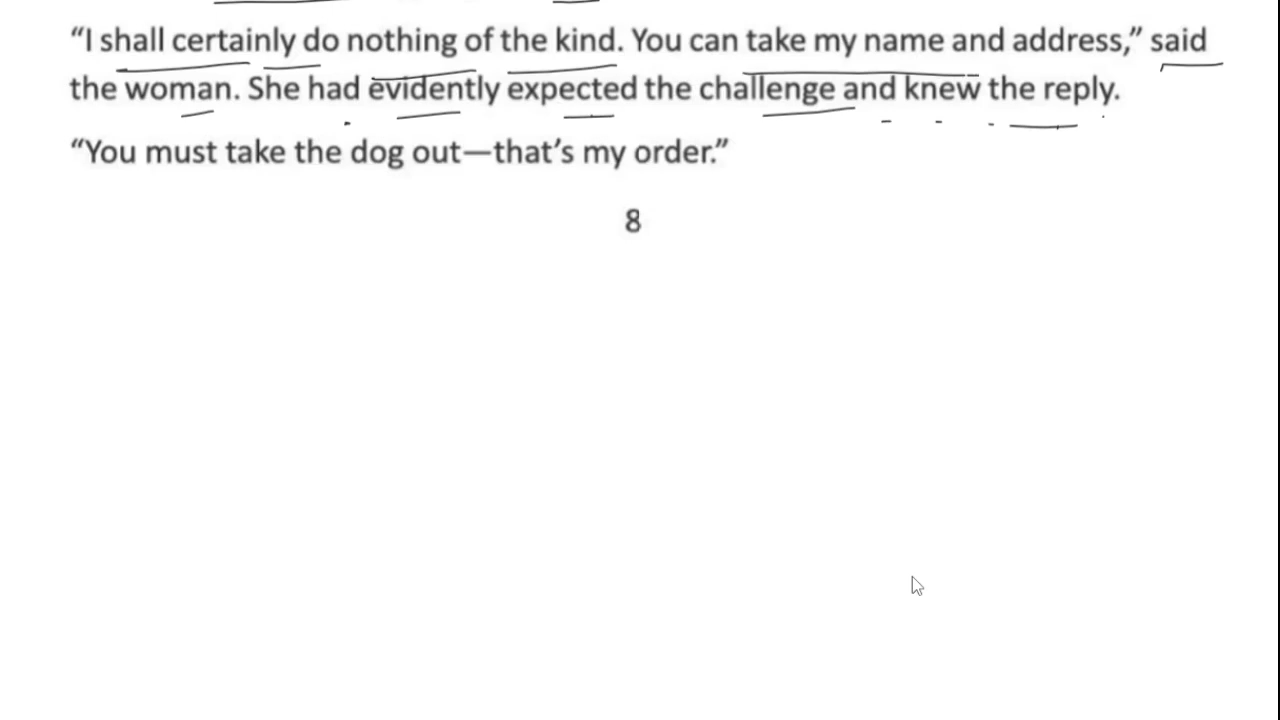 “I shall certainly do nothing of the kind. You can take my name and address,” said
the woman. She had evidently expected the challenge and knew the reply.
“You must take the dog out—that’s my order.”
8